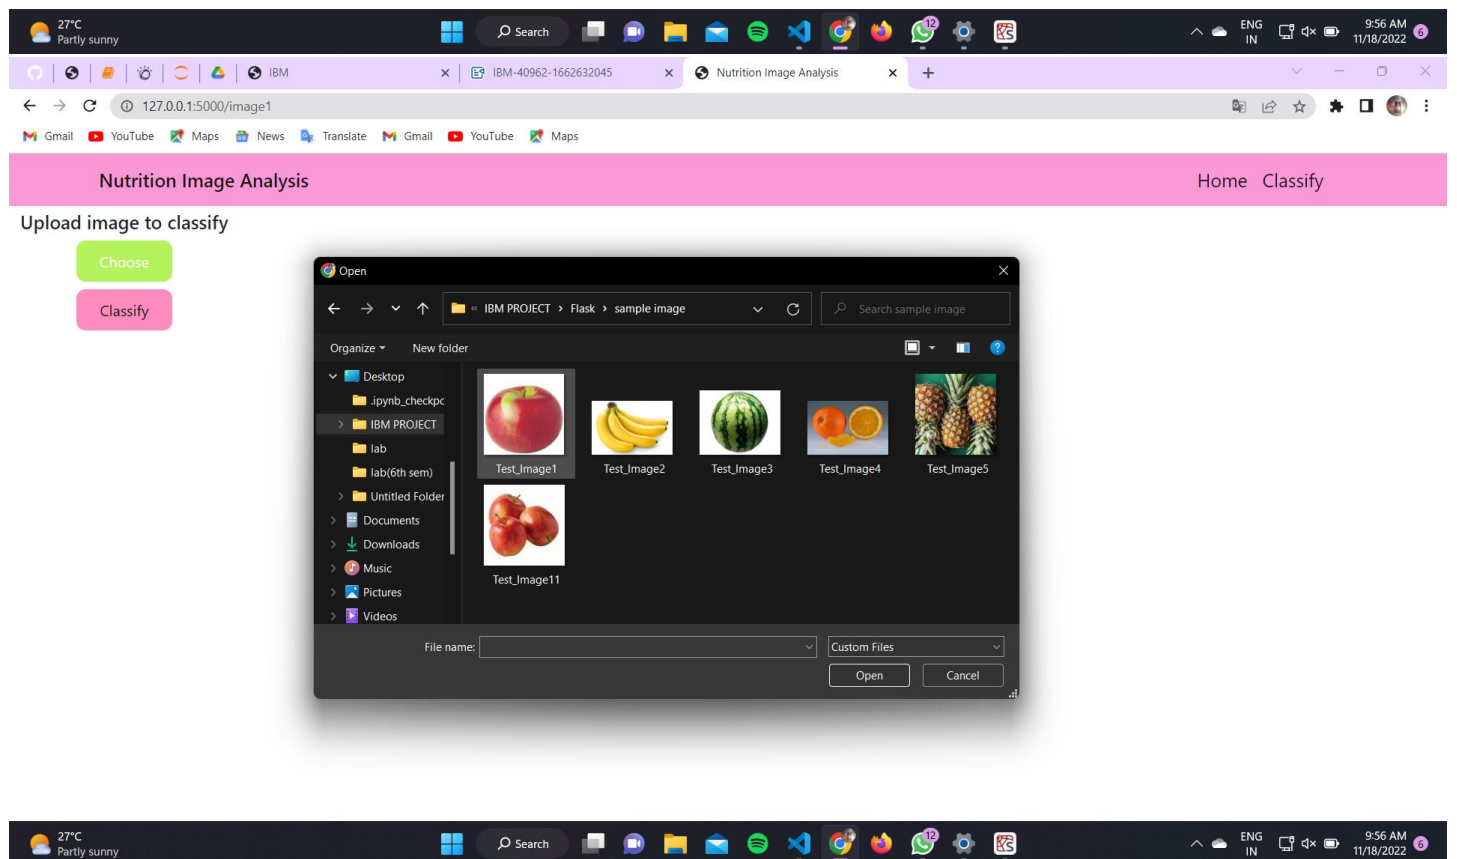 27°C
Partly sunny
Search
12
ENG
IN
9:56 AM
11/18/2022
6
IBM
IBM-40962-1662632045
Nutrition Image Analysis
127.0.0.1:5000/image1
Gmail YouTube Maps News Translate Gmail YouTube Maps
Nutrition Image Analysis
Home Classify
Upload image to classify
Choose
Classify
Open
« IBM PROJECT › Flask › sample image
Search sample image
Organize New folder
Desktop
.ipynb_checkpc
IBM PROJECT
lab
lab(6th sem)
Untitled Folder
Documents
Downloads
Music
Pictures
Videos
Test_Image1 Test_Image2 Test_Image3 Test_Image4 Test_Image5
Test_Image11
File name:
Custom Files
Open Cancel
27°C
Partly sunny
Search
12
ENG
IN
9:56 AM
11/18/2022
6